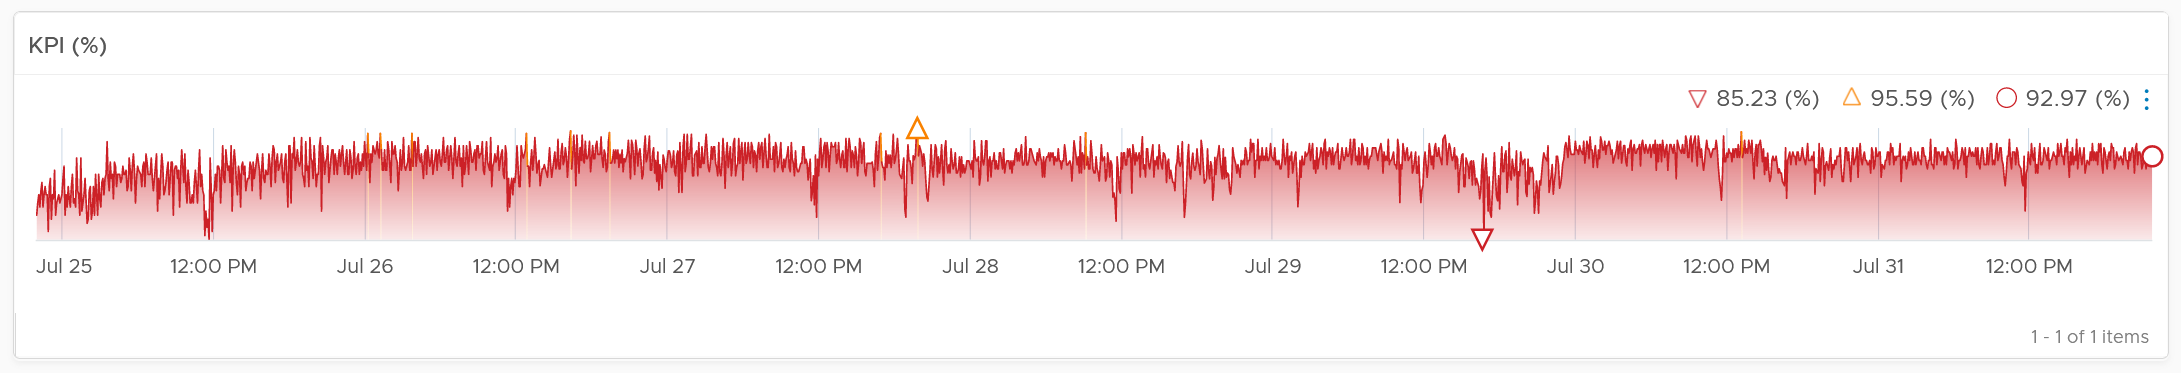 KPI (%)
85.23 (%) 95.59 (%) 92.97 (%)
Jul 25 12:00 PM Jul 26 12:00 PM Jul 27 12:00 PM Jul 28 12:00 PM Jul 29 12:00 PM Jul 30 12:00 PM Jul 31 12:00 PM
1 - 1 of 1 items